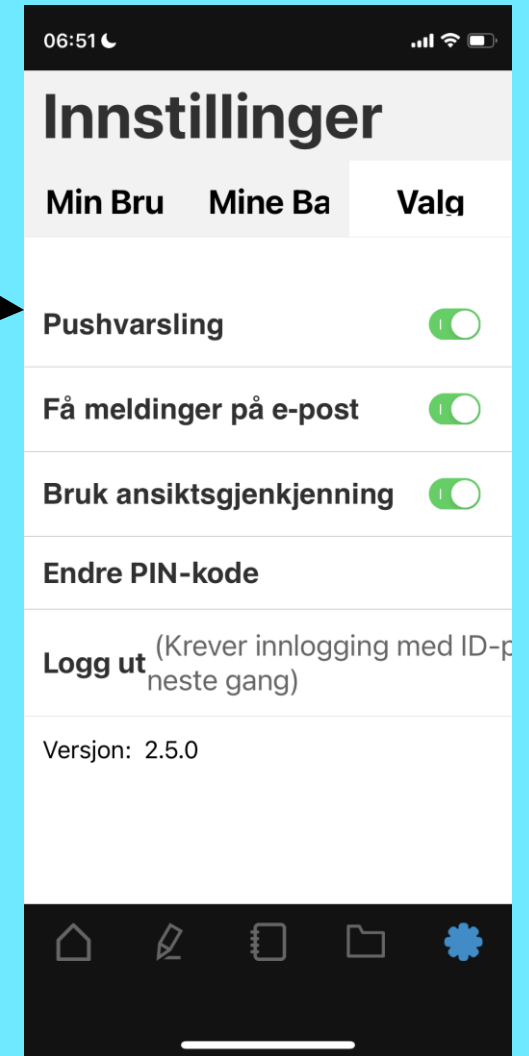 06:51
Innstillinger
Min Bru Mine Ba Valg
Pushvarsling
Få meldinger på e-post
Bruk ansiktsgjenkjenning
Endre PIN-kode
Logg ut (Krever innlogging med ID-p
neste gang)
Versjon: 2.5.0